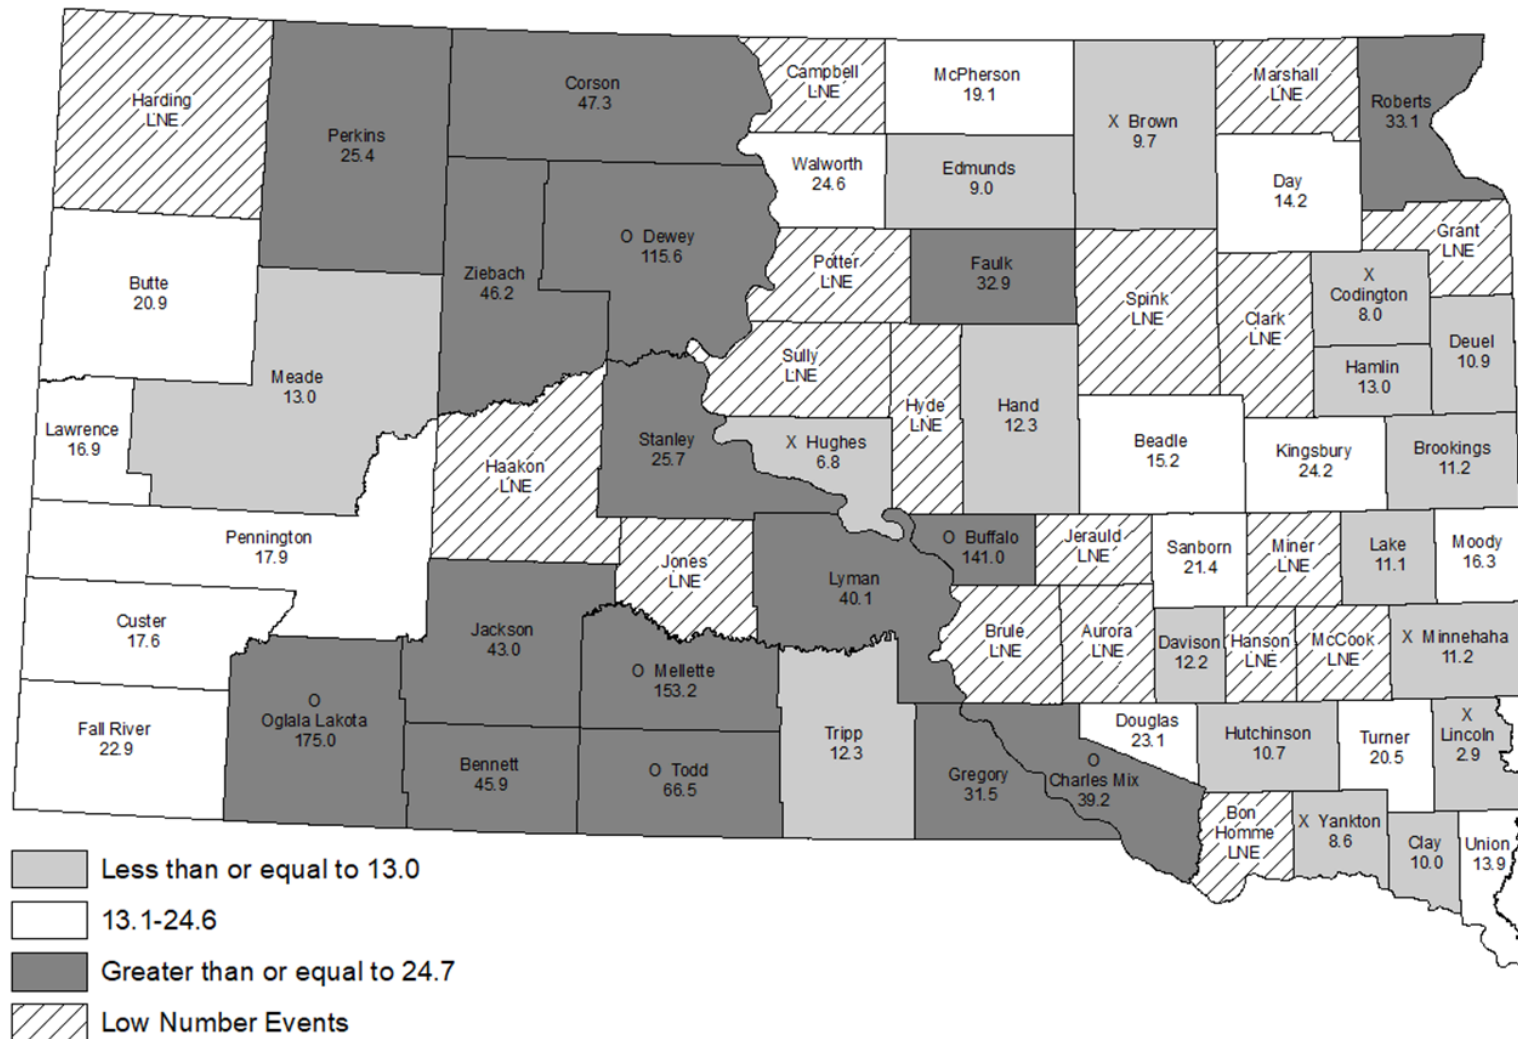 Harding
LNE
Perkins
25.4
Corson
47.3
Campbell
LNE
McPherson
19.1
X Brown
9.7
Marshall
LNE
Roberts
33.1
Walworth
24.6
Edmunds
9.0
Day
14.2
Grant
LNE
Butte
20.9
Ziebach
46.2
O Dewey
115.6
Potter
LNE
Faulk
32.9
Spink
LNE
Clark
LNE
X
Codington
8.0
Deuel
10.9
Meade
13.0
Sully
LNE
Hyde
LNE
Hand
12.3
Hamlin
13.0
Lawrence
16.9
Haakon
LNE
Stanley
25.7
X Hughes
6.8
Beadle
15.2
Kingsbury
24.2
Brookings
11.2
Pennington
17.9
Jones
LNE
Lyman
40.1
O Buffalo
141.0
Jerauld
LNE
Sanborn
21.4
Miner
LNE
Lake
11.1
Moody
16.3
Custer
17.6
Jackson
43.0
O Mellette
153.2
Brule
LNE
Aurora
LNE
Davison
12.2
Hanson
LNE
McCook
LNE
X Minnehaha
11.2
Fall River
22.9
O
Oglala Lakota
175.0
Bennett
45.9
O Todd
66.5
Tripp
12.3
Gregory
31.5
O
Charles Mix
39.2
Douglas
23.1
Hutchinson
10.7
Turner
20.5
X
Lincoln
2.9
Bon
Homme
LNE
X Yankton
8.6
Clay
10.0
Union
13.9
Less than or equal to 13.0
13.1-24.6
Greater than or equal to 24.7
Low Number Events